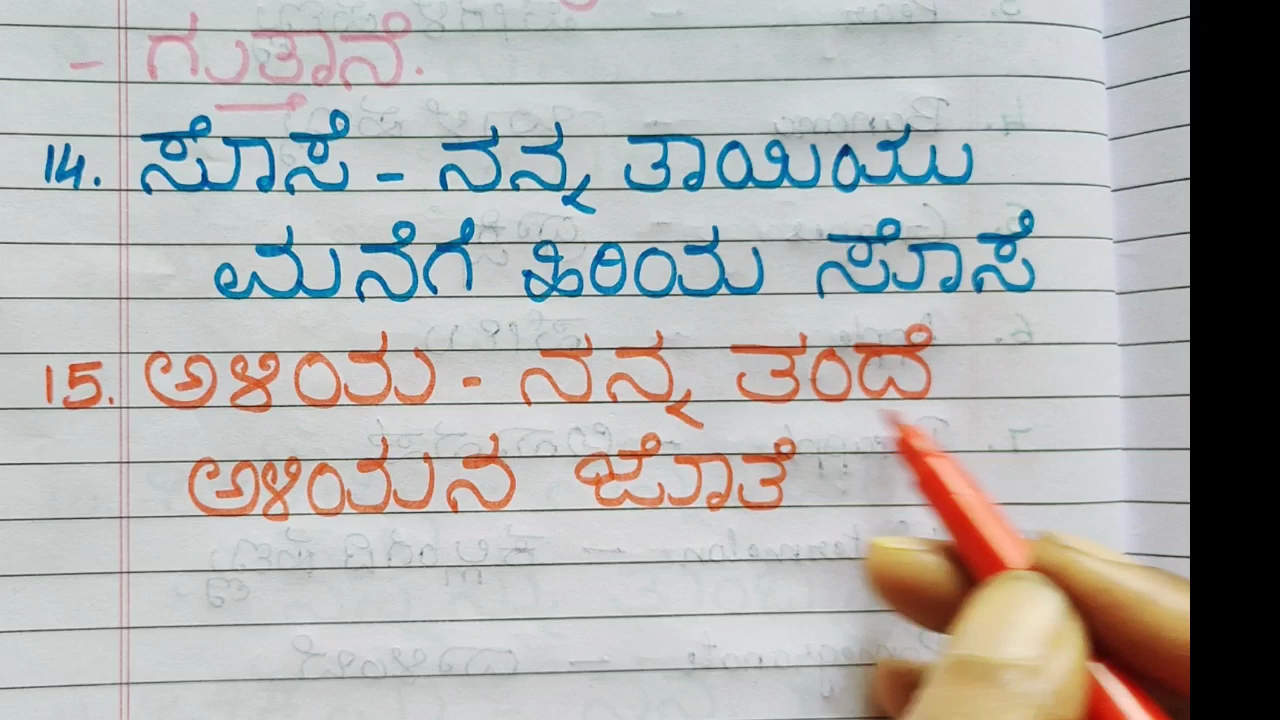 - ಗುತ್ತಾನೆ.
14. ಸೊಸೆ - ನನ್ನ ತಾಯಿಯು
ಮನೆಗೆ ಹಿರಿಯ ಸೊಸೆ
15. ಅಳಿಯ - ನನ್ನ ತಂದೆ
ಅಳಿಯನ ಜೊತೆ